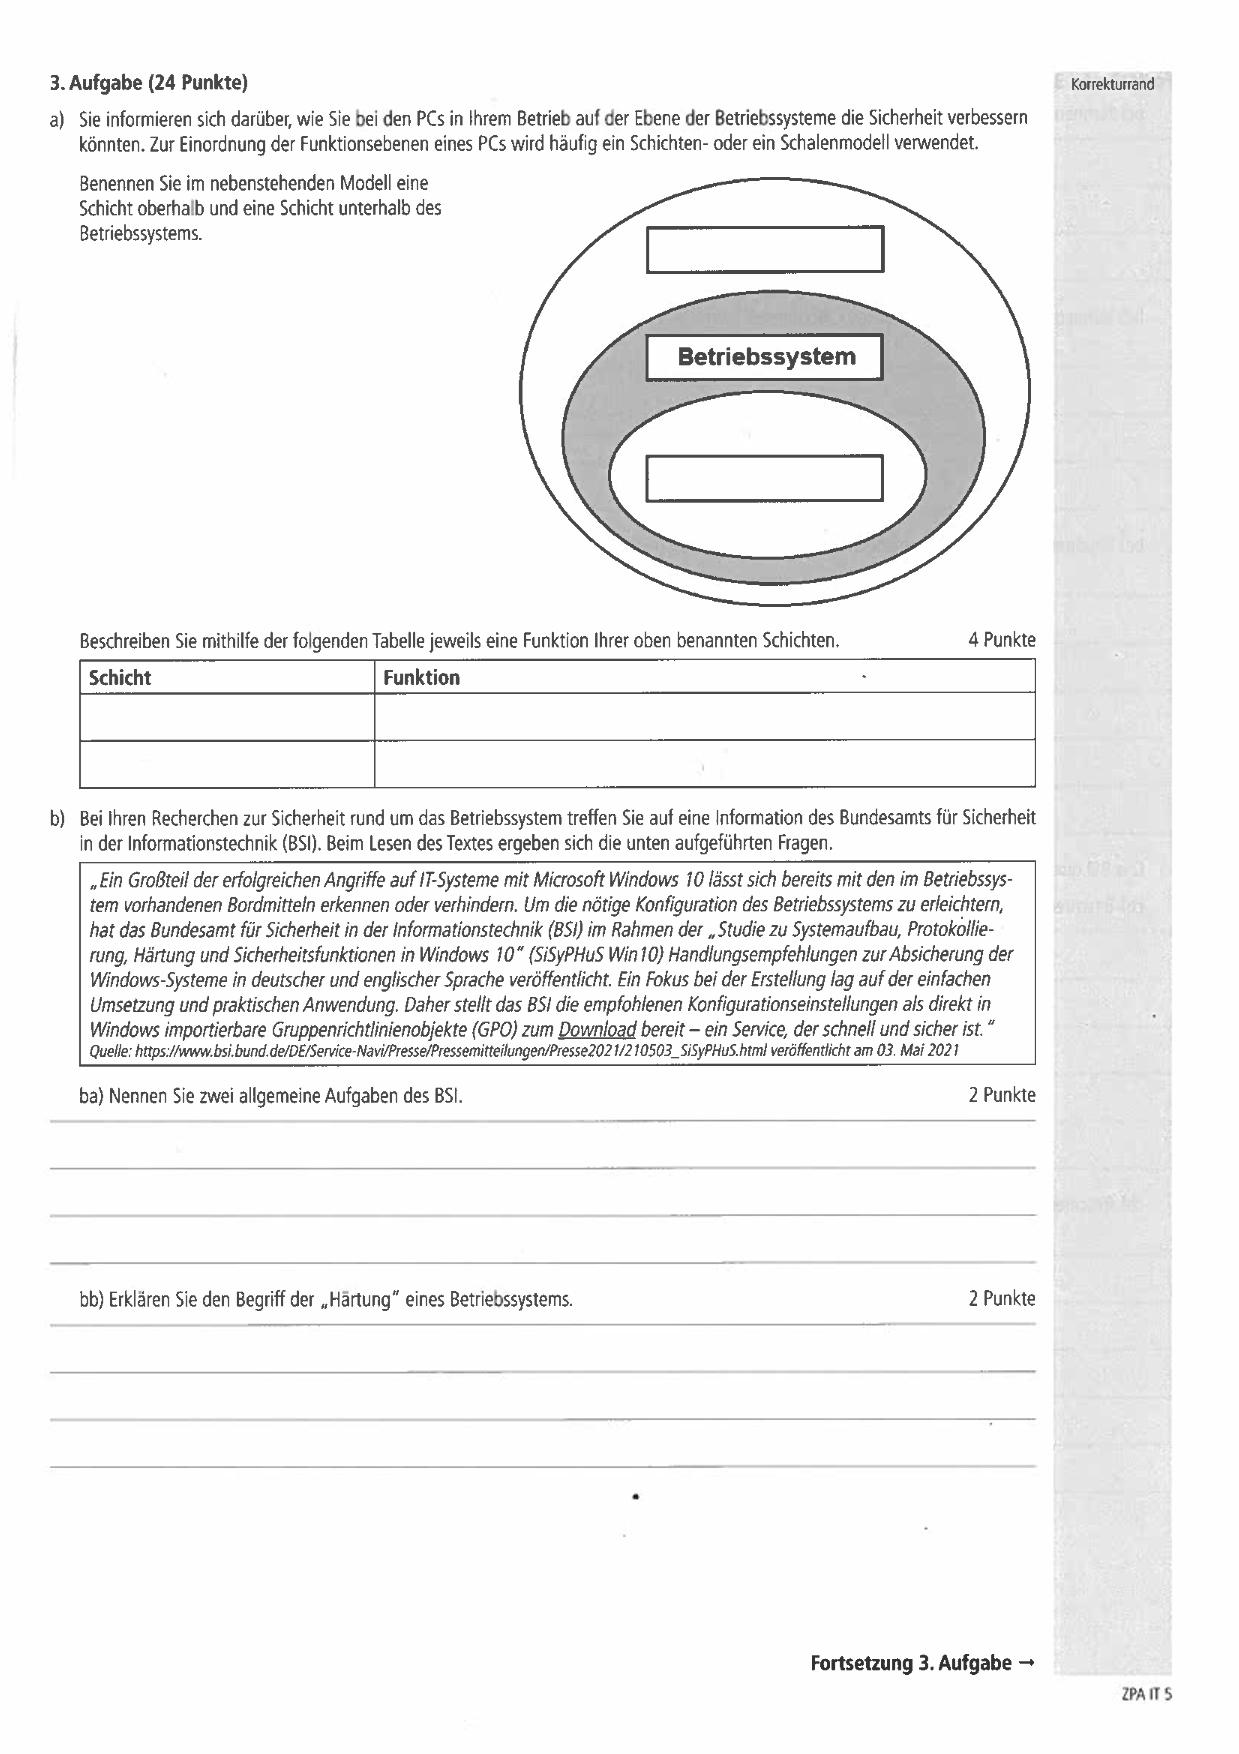 3. Aufgabe (24 Punkte)
Korrekturrand
a) Sie informieren sich darüber, wie Sie bei den PCs in Ihrem Betrieb auf der Ebene der Betriebssysteme die Sicherheit verbessern
könnten. Zur Einordnung der Funktionsebenen eines PCs wird häufig ein Schichten- oder ein Schalenmodell verwendet.
Benennen Sie im nebenstehenden Modell eine
Schicht oberhalb und eine Schicht unterhalb des
Betriebssystems.
Betriebssystem
Beschreiben Sie mithilfe der folgenden Tabelle jeweils eine Funktion Ihrer oben benannten Schichten. 4 Punkte
Schicht Funktion
b) Bei Ihren Recherchen zur Sicherheit rund um das Betriebssystem treffen Sie auf eine Information des Bundesamts für Sicherheit
in der Informationstechnik (BSI). Beim Lesen des Textes ergeben sich die unten aufgeführten Fragen.
„Ein Großteil der erfolgreichen Angriffe auf IT-Systeme mit Microsoft Windows 10 lässt sich bereits mit den im Betriebssys-
tem vorhandenen Bordmitteln erkennen oder verhindern. Um die nötige Konfiguration des Betriebssystems zu erleichtern,
hat das Bundesamt für Sicherheit in der Informationstechnik (BSI) im Rahmen der „Studie zu Systemaufbau, Protokollie-
rung, Härtung und Sicherheitsfunktionen in Windows 10“ (SiSyPHuS Win10) Handlungsempfehlungen zur Absicherung der
Windows-Systeme in deutscher und englischer Sprache veröffentlicht. Ein Fokus bei der Erstellung lag auf der einfachen
Umsetzung und praktischen Anwendung. Daher stellt das BSI die empfohlenen Konfigurationseinstellungen als direkt in
Windows importierbare Gruppenrichtlinienobjekte (GPO) zum Download bereit – ein Service, der schnell und sicher ist.“
Quelle: https://www.bsi.bund.de/DE/Service-Navi/Presse/Pressemitteilungen/Presse2021/210503_SiSyPHuS.html veröffentlicht am 03. Mai 2021
ba) Nennen Sie zwei allgemeine Aufgaben des BSI. 2 Punkte
bb) Erklären Sie den Begriff der „Härtung“ eines Betriebssystems. 2 Punkte
Fortsetzung 3. Aufgabe →
ZPA IT 5